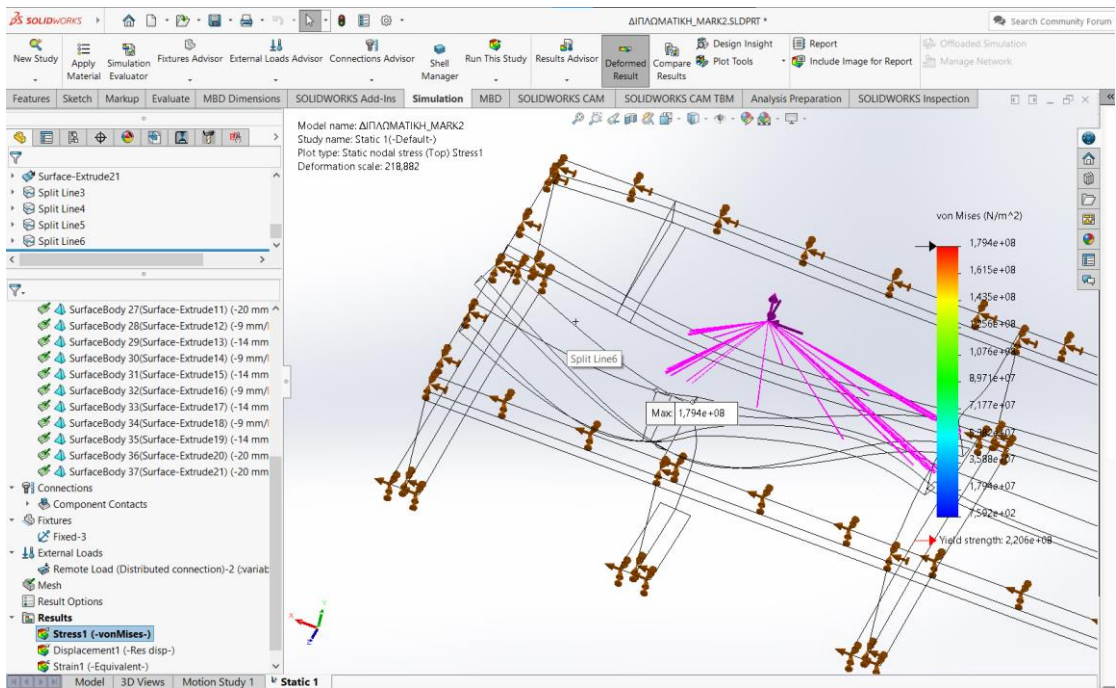 SOLIDWORKS
ΔΙΠΛΩΜΑΤΙΚΗ_MARK2.SLDPRT *
Search Community Forum
New Study
Apply Material
Simulation Evaluator
Fixtures Advisor
External Loads Advisor
Connections Advisor
Shell Manager
Run This Study
Results Advisor
Deformed Result
Compare Results
Design Insight
Plot Tools
Report
Include Image for Report
Offloaded Simulation
Manage Network
Features
Sketch
Markup
Evaluate
MBD Dimensions
SOLIDWORKS Add-Ins
Simulation
MBD
SOLIDWORKS CAM
SOLIDWORKS CAM TBM
Analysis Preparation
SOLIDWORKS Inspection
Surface-Extrude21
Split Line3
Split Line4
Split Line5
Split Line6
SurfaceBody 27(Surface-Extrude11) (-20 mm
SurfaceBody 28(Surface-Extrude12) (-9 mm/
SurfaceBody 29(Surface-Extrude13) (-14 mm
SurfaceBody 30(Surface-Extrude14) (-9 mm/
SurfaceBody 31(Surface-Extrude15) (-14 mm
SurfaceBody 32(Surface-Extrude16) (-9 mm/
SurfaceBody 33(Surface-Extrude17) (-14 mm
SurfaceBody 34(Surface-Extrude18) (-9 mm/
SurfaceBody 35(Surface-Extrude19) (-14 mm
SurfaceBody 36(Surface-Extrude20) (-20 mm
SurfaceBody 37(Surface-Extrude21) (-20 mm
Connections
Component Contacts
Fixtures
Fixed-3
External Loads
Remote Load (Distributed connection)-2 (variab
Mesh
Result Options
Results
Stress1 (-vonMises-)
Displacement1 (-Res disp-)
Strain1 (-Equivalent-)
Model name: ΔΙΠΛΩΜΑΤΙΚΗ_MARK2
Study name: Static 1(-Default-)
Plot type: Static nodal stress (Top) Stress1
Deformation scale: 218,882
Split Line6
Max: 1,794e+08
von Mises (N/m^2)
1,794e+08
1,615e+08
1,435e+08
1,076e+08
8,971e+07
7,177e+07
3,588e+07
1,794e+07
7,592e+02
Yield strength: 2,206e+08
Model
3D Views
Motion Study 1
Static 1